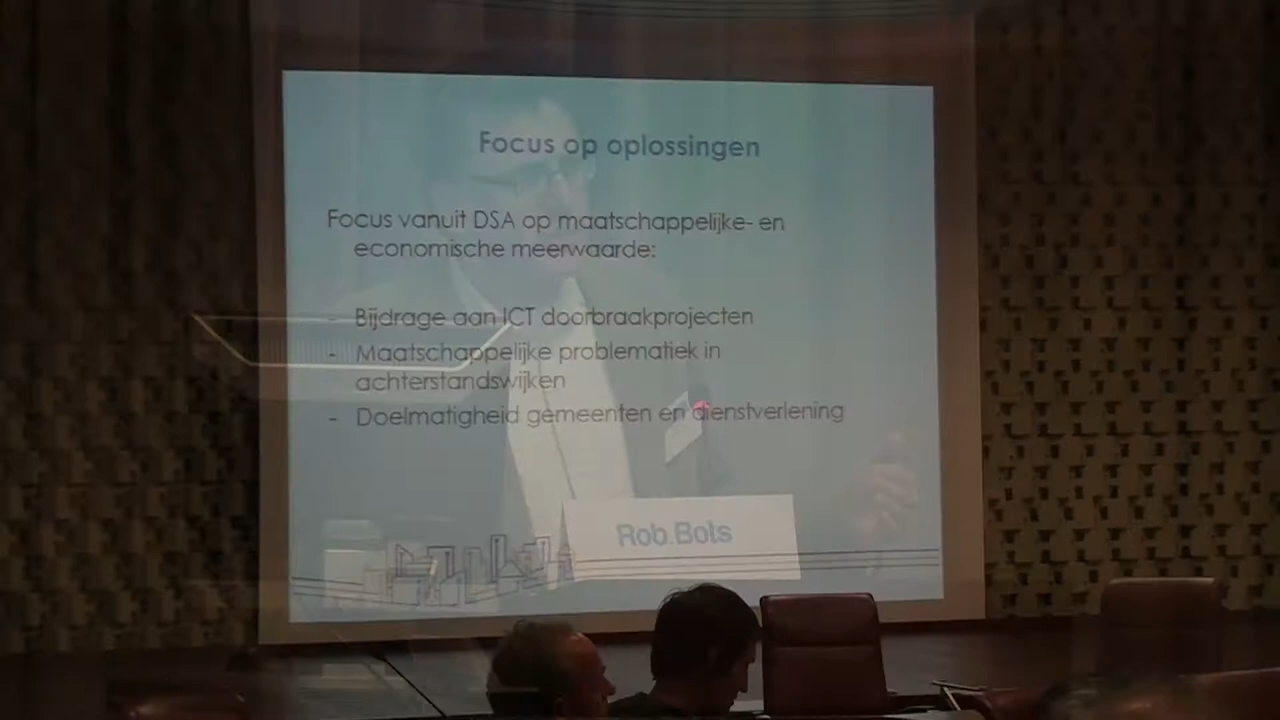 Focus op oplossingen
Focus vanuit DSA op maatschappelijke- en
economische meerwaarde:
- Bijdrage aan ICT doorbraakprojecten
- Maatschappelijke problematiek in
achterstandswijken
- Doelmatigheid gemeenten en dienstverlening
Rob.Bots